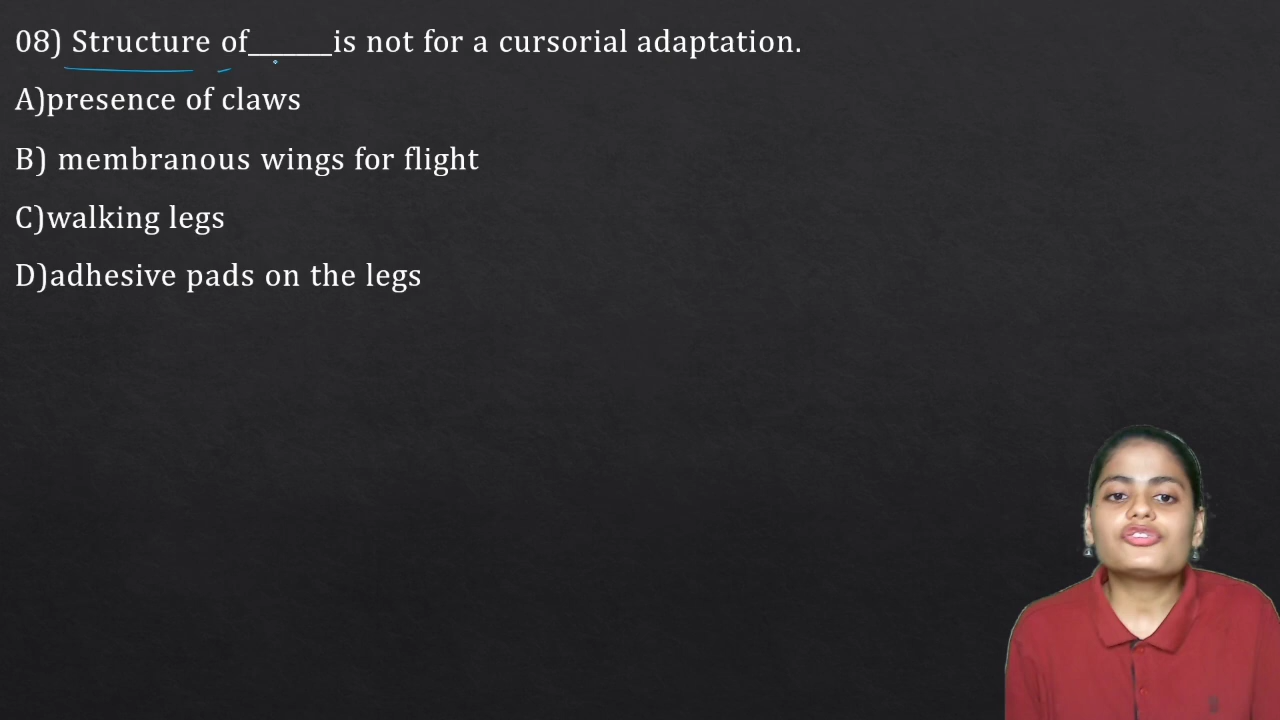 08) Structure of______is not for a cursorial adaptation.
A)presence of claws
B) membranous wings for flight
C)walking legs
D)adhesive pads on the legs